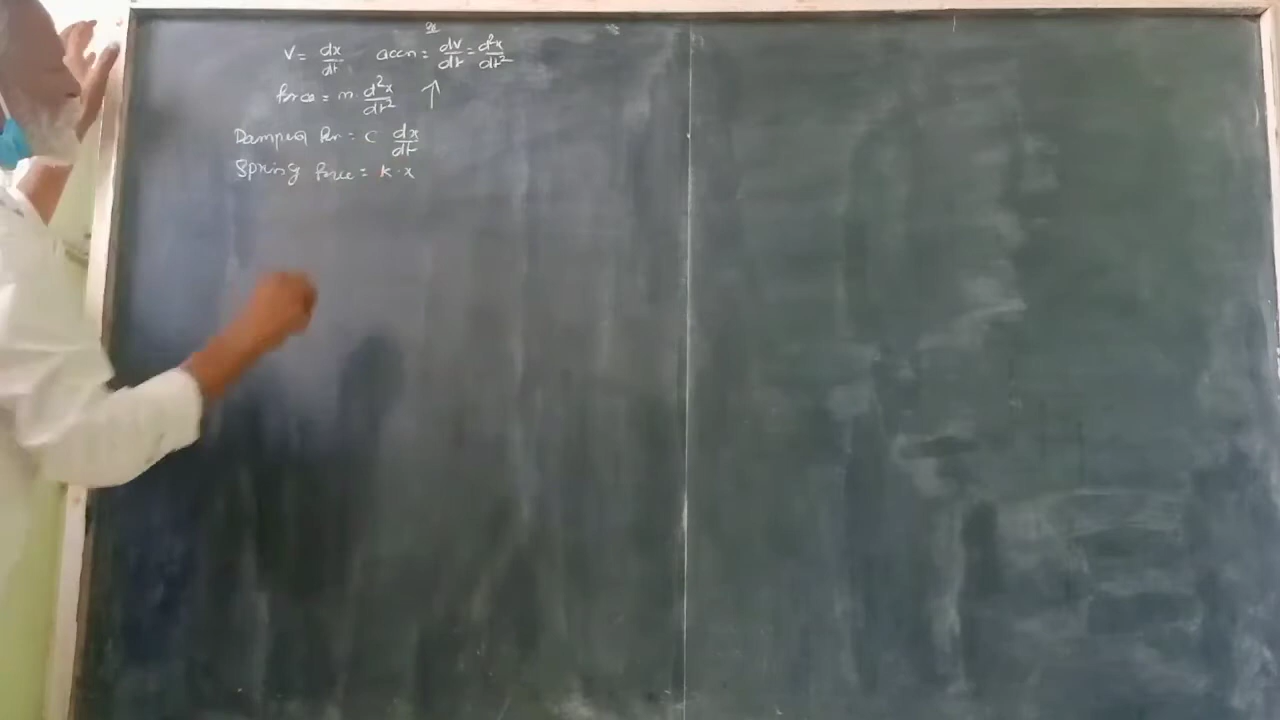 V = dx/dt accn = dv/dt = d²x/dt²
force = m. d²x/dt² ↑
Damping for = C dx/dt
Spring force = k.x